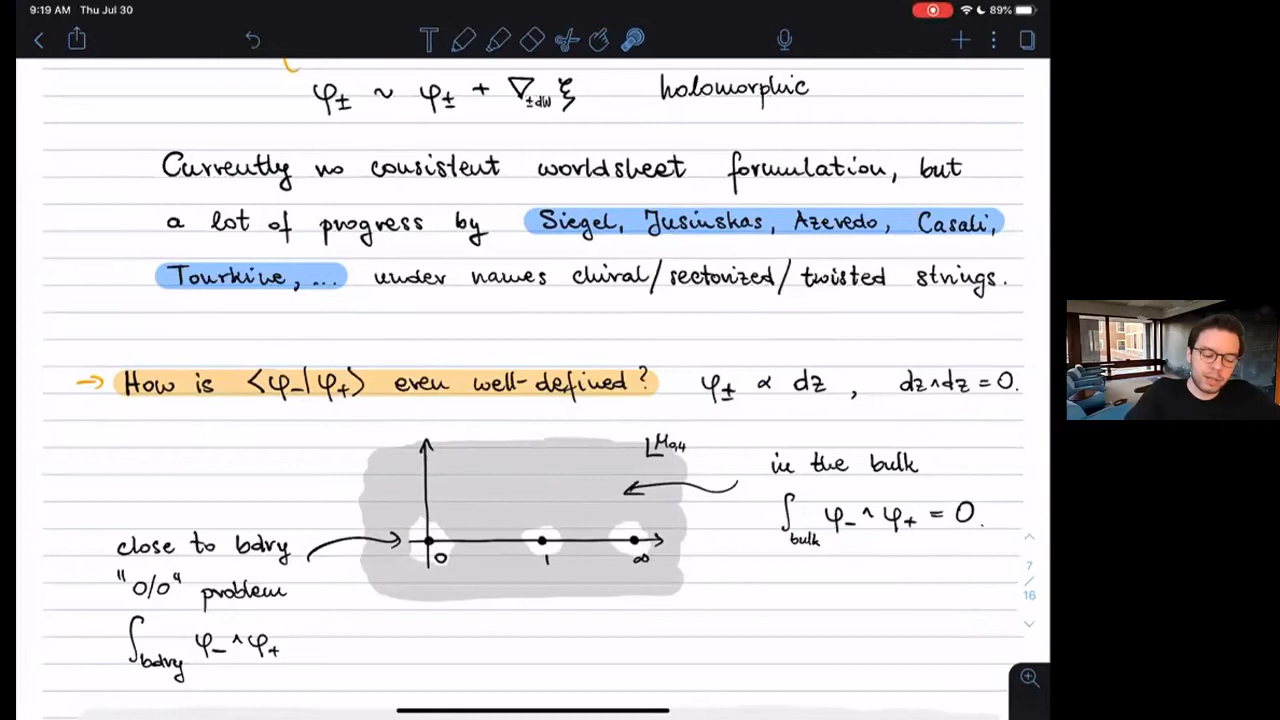 9:19 AM Thu Jul 30
89%
φ± ~ φ± + ∇±dW ξ holomorphic
Currently no consistent worldsheet formulation, but
a lot of progress by Siegel, Jusinskas, Azevedo, Casali,
Tourkine, ... under names chiral/sectorized/twisted strings.
→ How is ⟨φ₋|φ₊⟩ even well-defined? φ± ∝ dz , dz∧dz = 0.
M0,4
in the bulk
∫bulk φ₋ ∧ φ₊ = 0.
close to bdry
0 1 ∞
"0/0" problem
∫bdry φ₋ ∧ φ₊
7
/
16